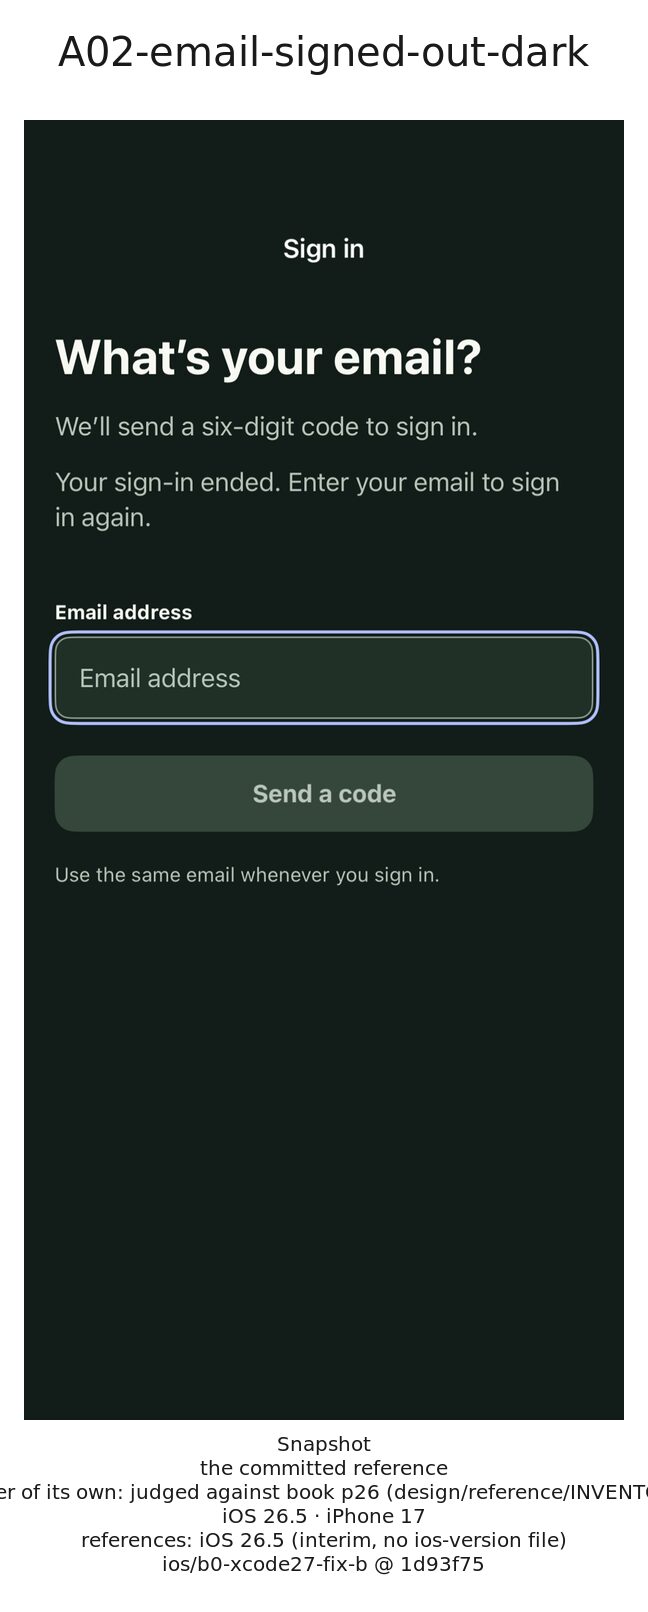 A02-email-signed-out-dark
Sign in
What’s your email?
We’ll send a six-digit code to sign in.
Your sign-in ended. Enter your email to sign
in again.
Email address
Email address
Send a code
Use the same email whenever you sign in.
Snapshot
the committed reference
of its own: judged against book p26 (design/reference/
iOS 26.5 · iPhone 17
references: iOS 26.5 (interim, no ios-version file)
ios/b0-xcode27-fix-b @ 1d93f75